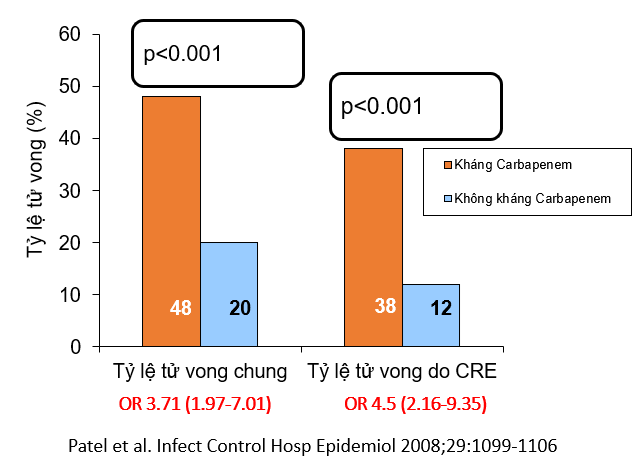 60
50
40
30
20
10
0
Tỷ lệ tử vong (%)
p<0.001
p<0.001
Kháng Carbapenem
Không kháng Carbapenem
48
20
38
12
Tỷ lệ tử vong chung
Tỷ lệ tử vong do CRE
OR 3.71 (1.97-7.01)
OR 4.5 (2.16-9.35)
Patel et al. Infect Control Hosp Epidemiol 2008;29:1099-1106